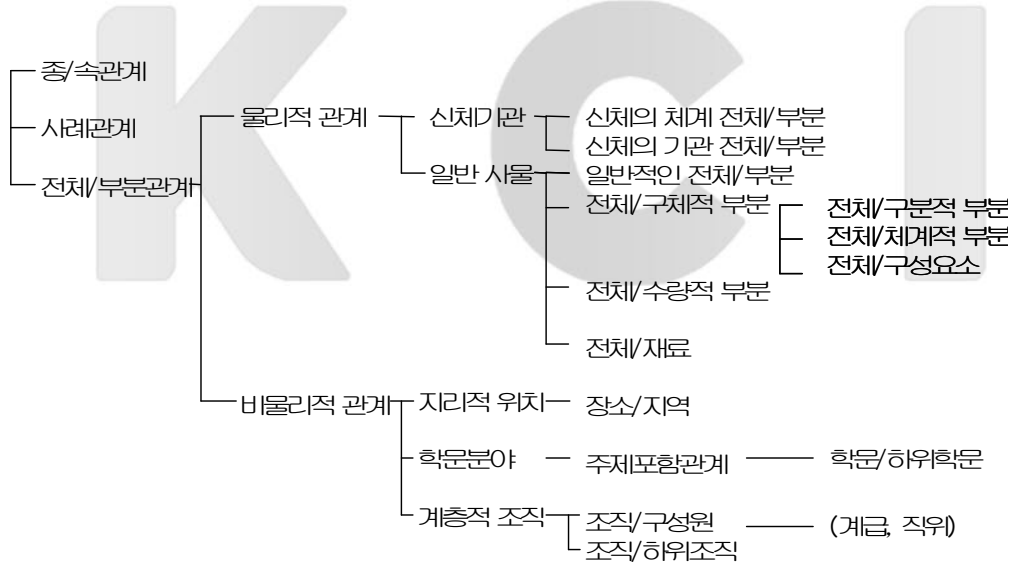 KCI
종/속관계
사례관계
전체/부분관계
물리적 관계
신체기관
신체의 체계 전체/부분
신체의 기관 전체/부분
일반 사물
일반적인 전체/부분
전체/구체적 부분
전체/구분적 부분
전체/체계적 부분
전체/구성요소
전체/수량적 부분
전체/재료
비물리적 관계
지리적 위치
장소/지역
학문분야
주제포함관계
학문/하위학문
계층적 조직
조직/구성원
(계급, 직위)
조직/하위조직